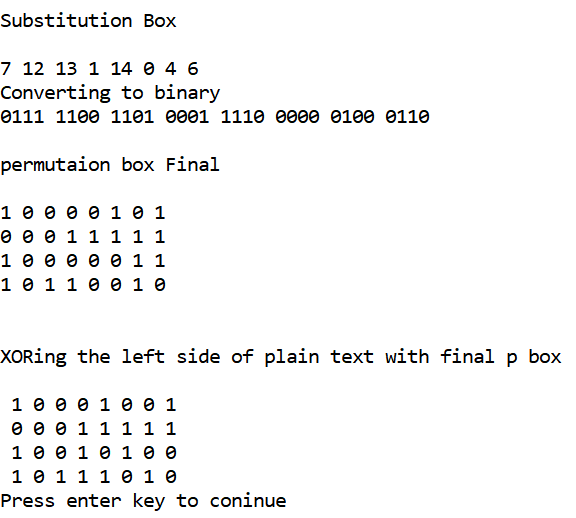 Substitution Box
7 12 13 1 14 0 4 6
Converting to binary
0111 1100 1101 0001 1110 0000 0100 0110
permutaion box Final
1 0 0 0 0 1 0 1
0 0 0 1 1 1 1 1
1 0 0 0 0 0 1 1
1 0 1 1 0 0 1 0
XORing the left side of plain text with final p box
1 0 0 0 1 0 0 1
0 0 0 1 1 1 1 1
1 0 0 1 0 1 0 0
1 0 1 1 1 0 1 0
Press enter key to coninue